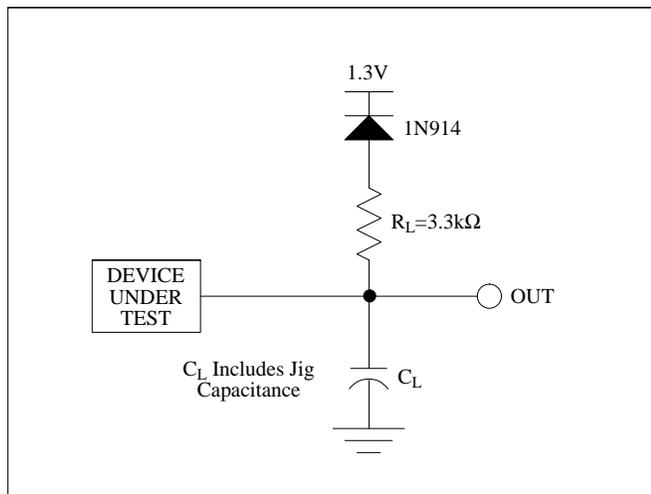 1.3V
1N914
R_L=3.3kΩ
DEVICE
UNDER
TEST
OUT
C_L Includes Jig
Capacitance
C_L